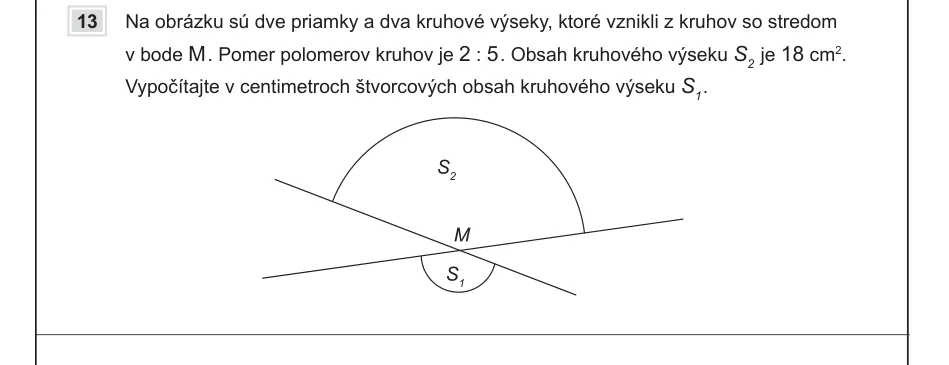 13 Na obrázku sú dve priamky a dva kruhové výseky, ktoré vznikli z kruhov so stredom
v bode M. Pomer polomerov kruhov je 2 : 5. Obsah kruhového výseku S₂ je 18 cm².
Vypočítajte v centimetroch štvorcových obsah kruhového výseku S₁.
S₂
M
S₁